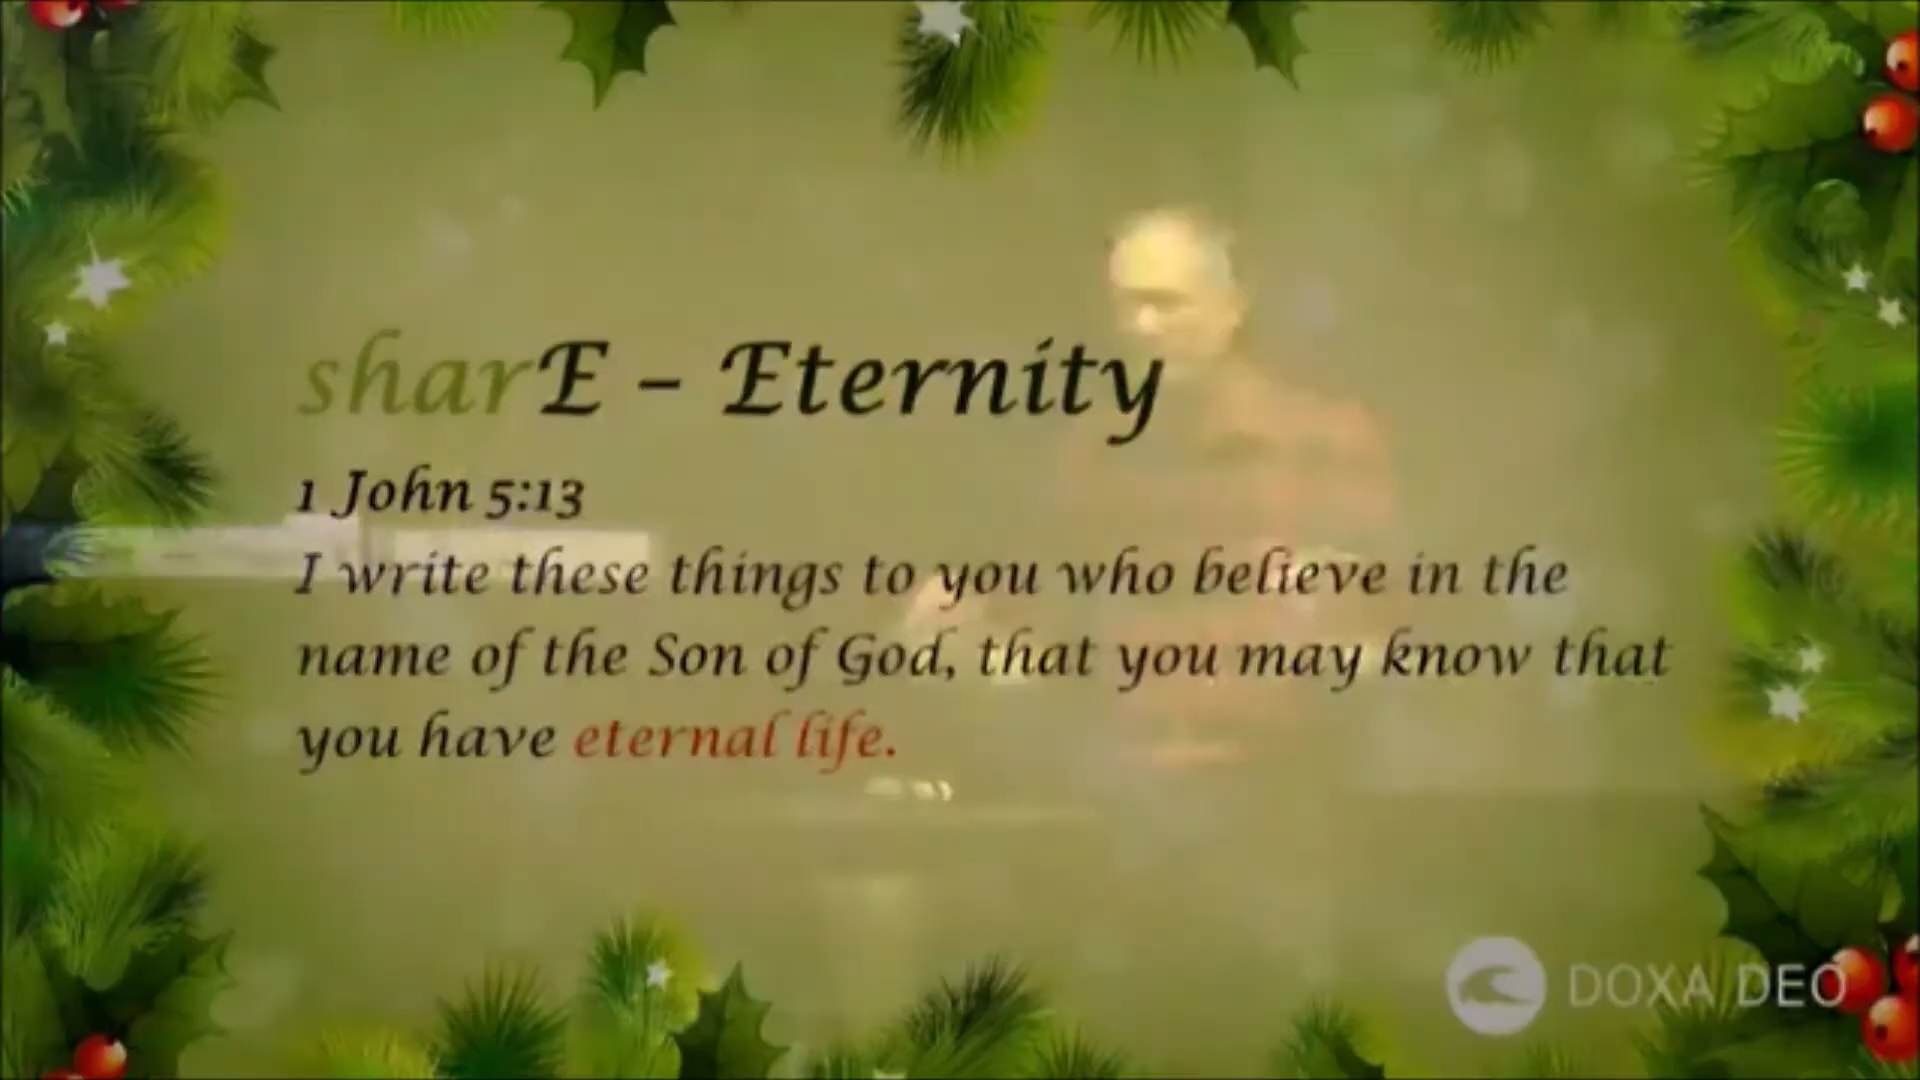 sharE – Eternity
1 John 5:13
I write these things to you who believe in the
name of the Son of God, that you may know that
you have eternal life.
DOXA DEO